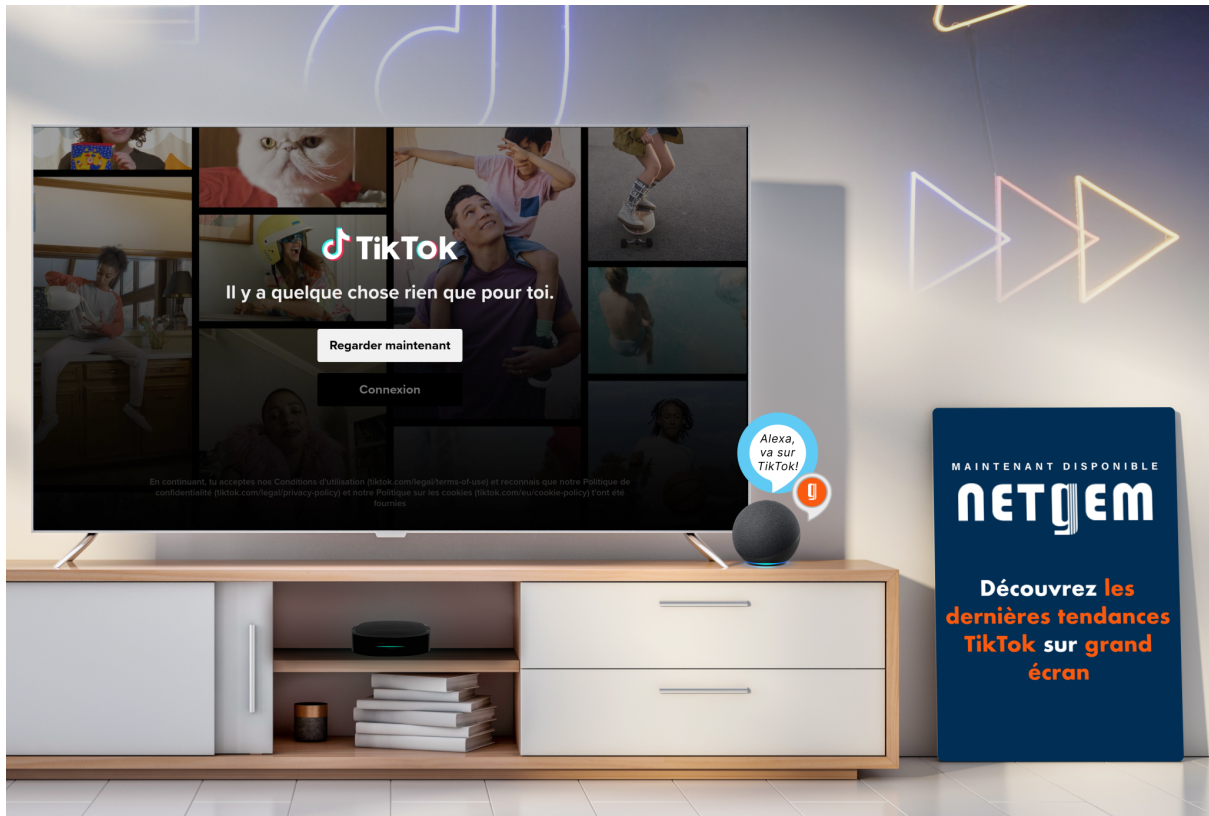 TikTok
Il y a quelque chose rien que pour toi.
Regarder maintenant
Connexion
En continuant, tu acceptes nos Conditions d'utilisation (tiktok.com/legal/terms-of-use) et reconnais que notre Politique de
confidentialité (tiktok.com/legal/privacy-policy) et notre Politique sur les cookies (tiktok.com/eu/cookie-policy) t'ont été
fournies
Alexa,
va sur
TikTok!
g
MAINTENANT DISPONIBLE
NETGEM
Découvrez les
dernières tendances
TikTok sur grand
écran